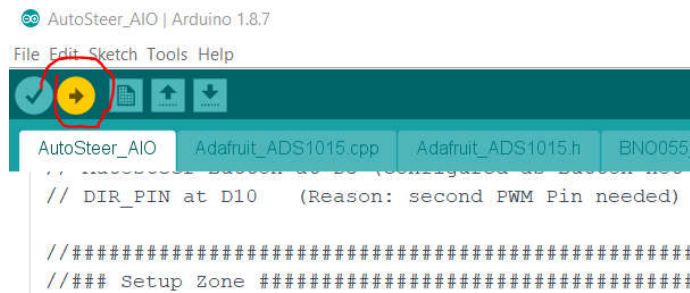 AutoSteer_AIO | Arduino 1.8.7
File Edit Sketch Tools Help
AutoSteer_AIO Adafruit_ADS1015.cpp Adafruit_ADS1015.h BNO055
// DIR_PIN at D10 (Reason: second PWM Pin needed)
//##################################################
//### Setup Zone ###################################